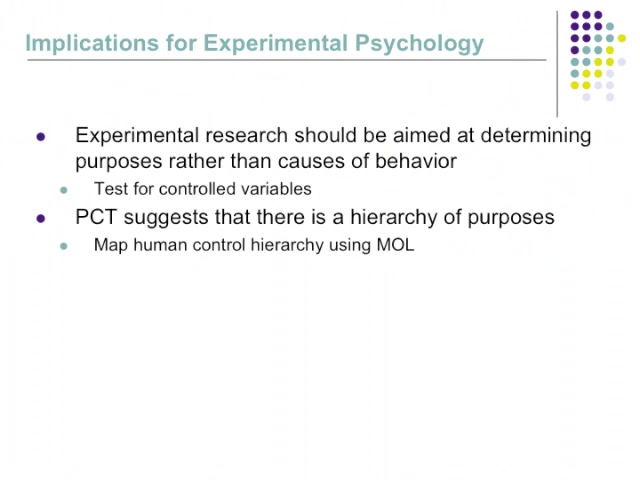 Implications for Experimental Psychology
Experimental research should be aimed at determining
purposes rather than causes of behavior
Test for controlled variables
PCT suggests that there is a hierarchy of purposes
Map human control hierarchy using MOL